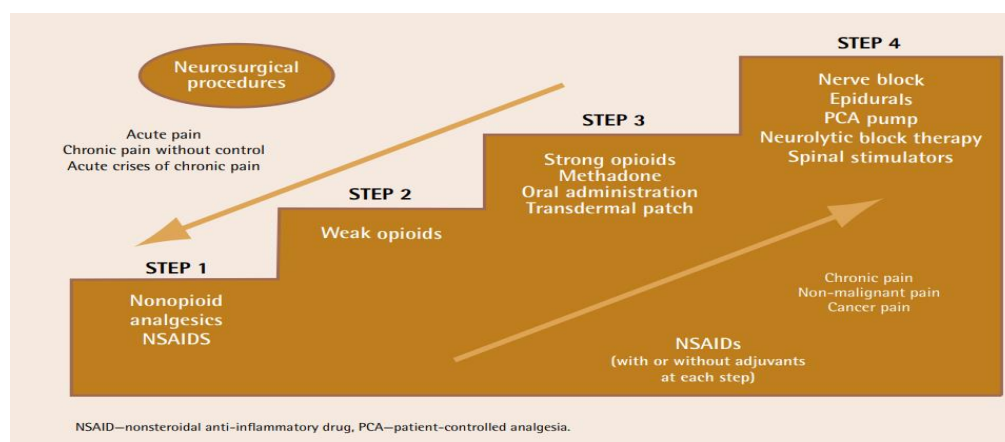 STEP 4
Neurosurgical
procedures
Nerve block
Epidurals
PCA pump
Neurolytic block therapy
Spinal stimulators
STEP 3
Acute pain
Chronic pain without control
Acute crises of chronic pain
Strong opioids
Methadone
Oral administration
Transdermal patch
STEP 2
Weak opioids
STEP 1
Nonopioid
analgesics
NSAIDS
Chronic pain
Non-malignant pain
Cancer pain
NSAIDs
(with or without adjuvants
at each step)
NSAID—nonsteroidal anti-inflammatory drug, PCA—patient-controlled analgesia.